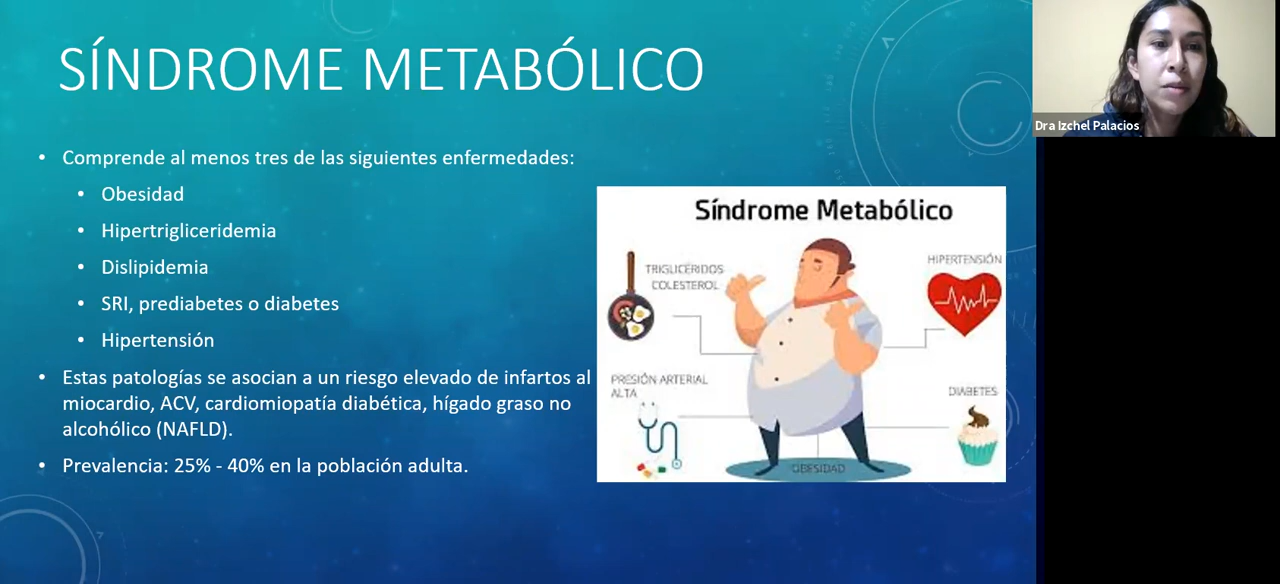 SÍNDROME METABÓLICO
Comprende al menos tres de las siguientes enfermedades:
Obesidad
Hipertrigliceridemia
Dislipidemia
SRI, prediabetes o diabetes
Hipertensión
Estas patologías se asocian a un riesgo elevado de infartos al
miocardio, ACV, cardiomiopatía diabética, hígado graso no
alcohólico (NAFLD).
Prevalencia: 25% - 40% en la población adulta.
Síndrome Metabólico
TRIGLICÉRIDOS
COLESTEROL
HIPERTENSIÓN
PRESIÓN ARTERIAL
ALTA
DIABETES
OBESIDAD
Dra Izchel Palacios